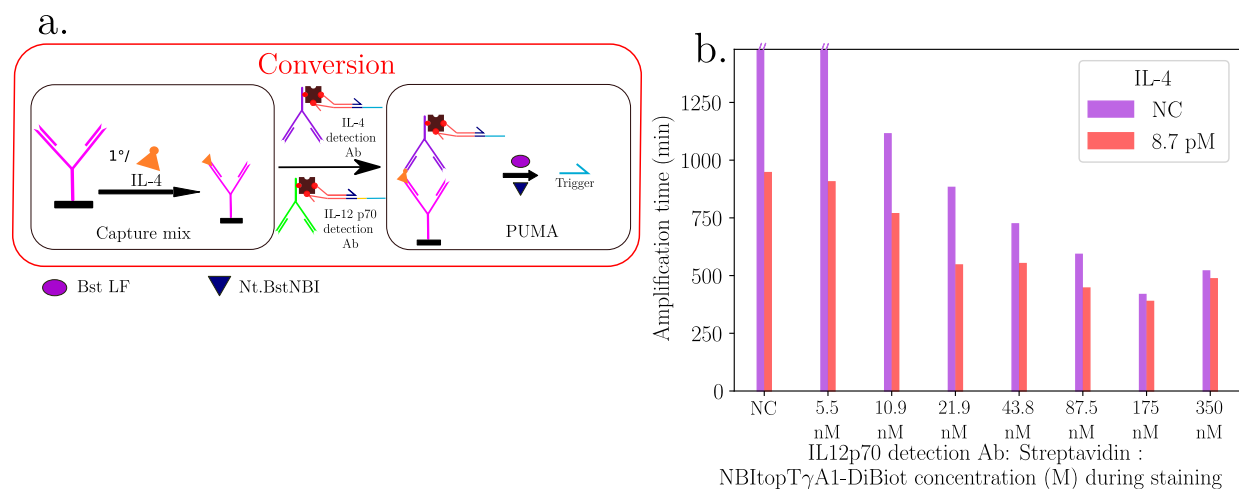 a.
Conversion
1°/
IL-4
Capture mix
IL-4
detection
Ab
IL-12 p70
detection
Ab
Trigger
PUMA
Bst LF
Nt.BstNBI
b.
Amplification time (min)
1250
1000
750
500
250
0
IL-4
NC
8.7 pM
NC
5.5
nM
10.9
nM
21.9
nM
43.8
nM
87.5
nM
175
nM
350
nM
IL12p70 detection Ab: Streptavidin :
NBItopTγA1-DiBiot concentration (M) during staining